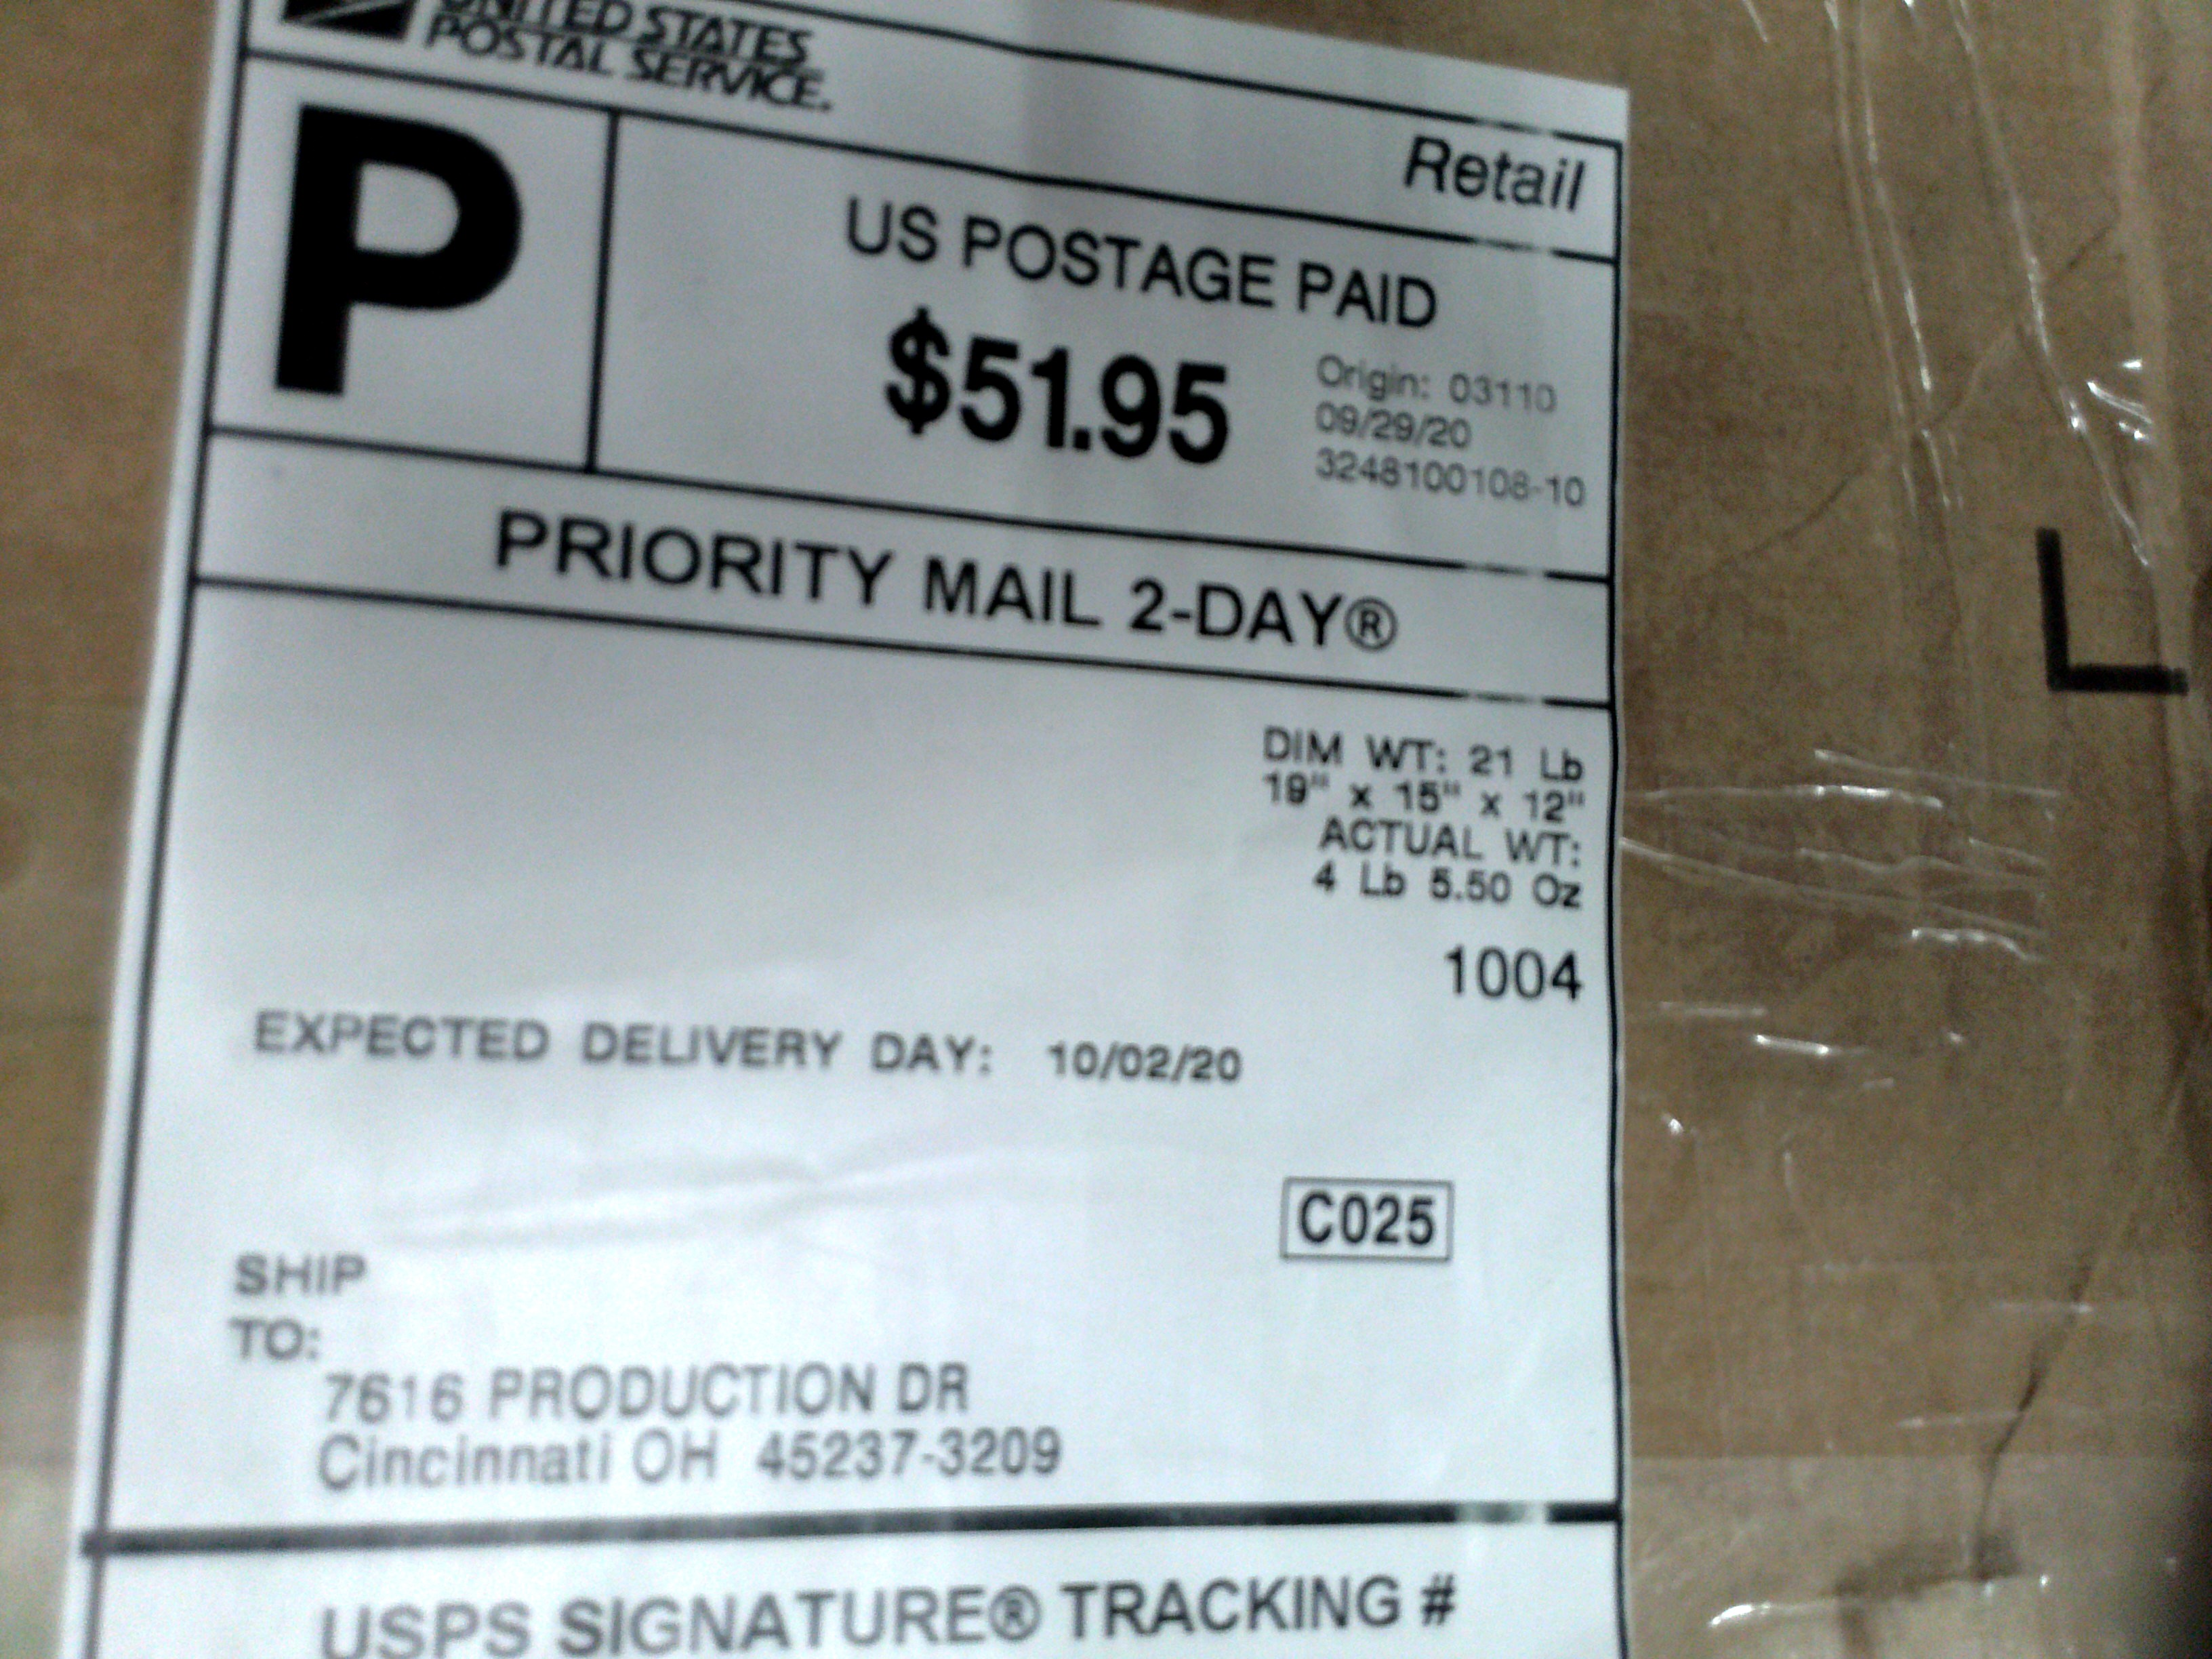 UNITED STATES
POSTAL SERVICE.
Retail
P
US POSTAGE PAID
$51.95
Origin: 03110
09/29/20
3248100108-10
PRIORITY MAIL 2-DAY®
DIM WT: 21 Lb
19" x 15" x 12"
ACTUAL WT:
4 Lb 5.50 Oz
1004
EXPECTED DELIVERY DAY: 10/02/20
C025
SHIP
TO:
7616 PRODUCTION DR
Cincinnati OH 45237-3209
USPS SIGNATURE® TRACKING #
L